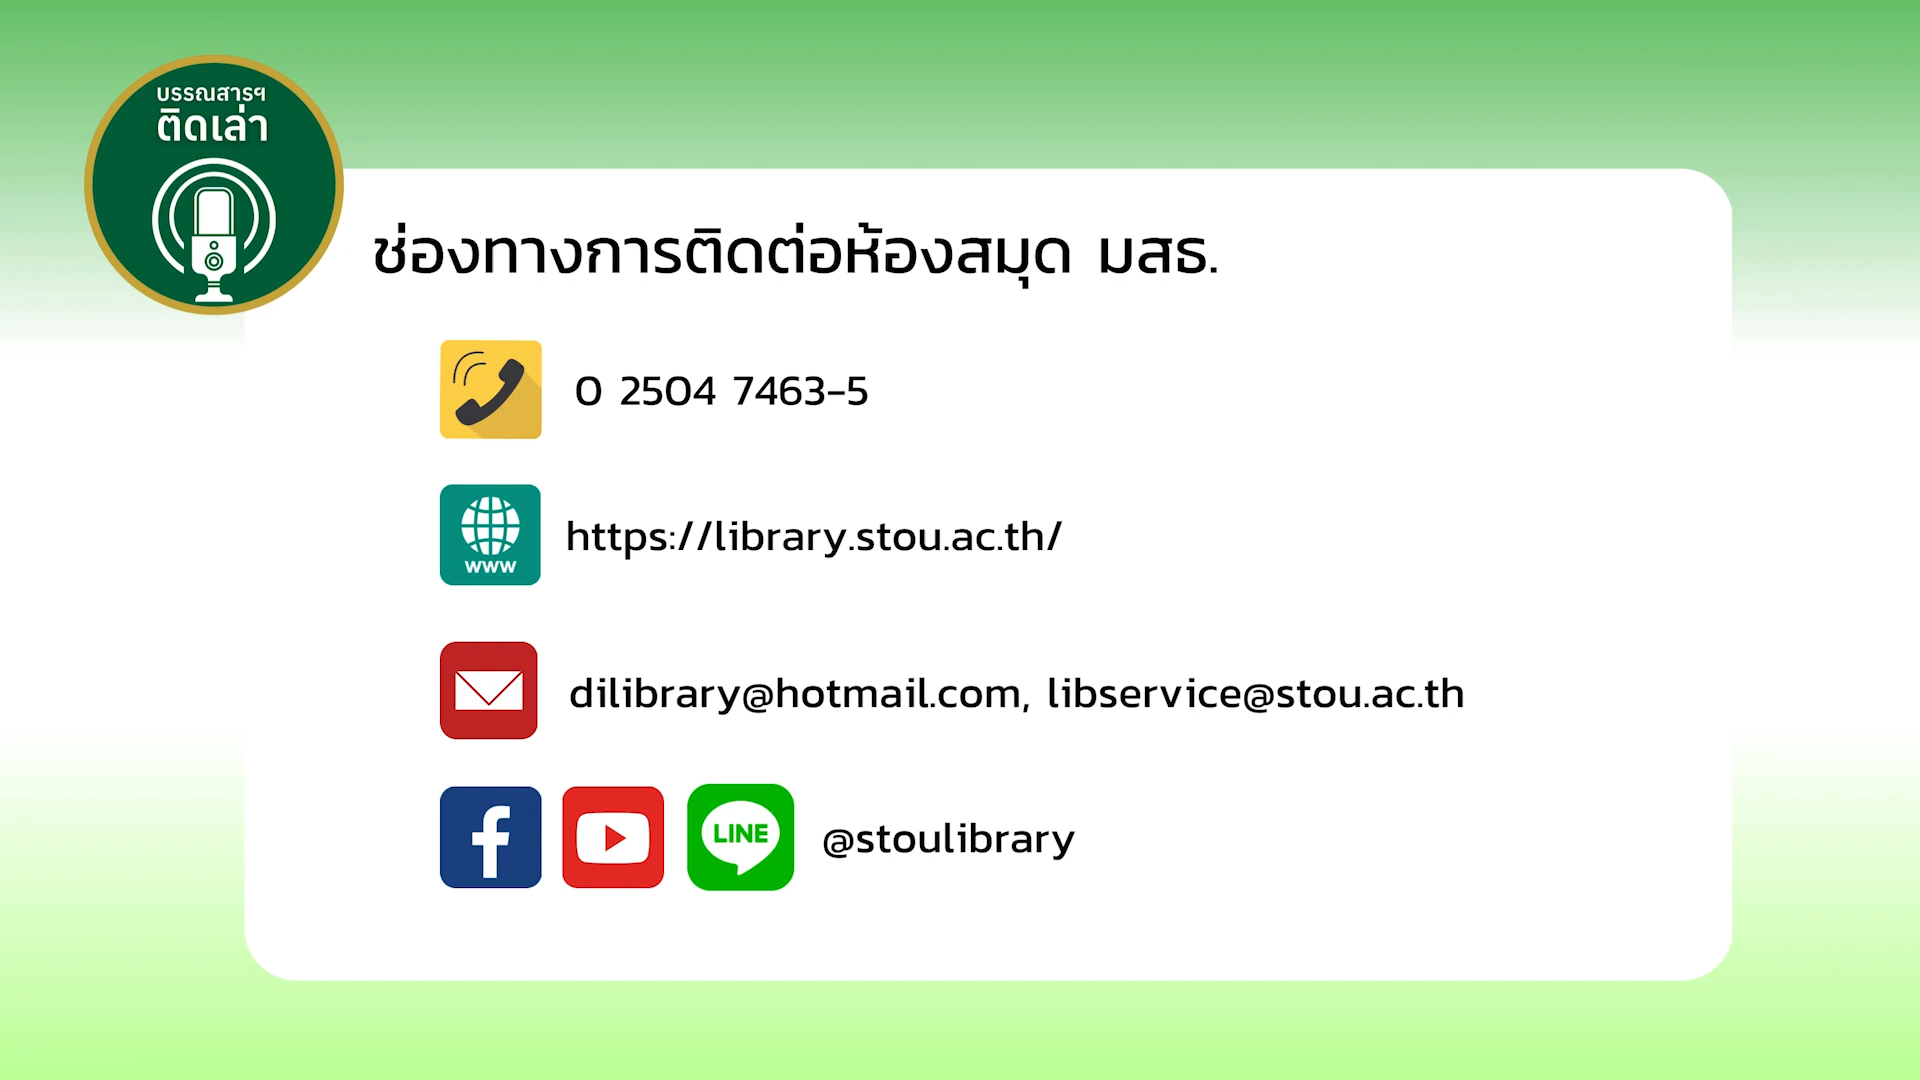 บรรณสารฯ
ติดเล่า
ช่องทางการติดต่อห้องสมุด มสธ.
0 2504 7463-5
www
https://library.stou.ac.th/
dilibrary@hotmail.com, libservice@stou.ac.th
f
LINE
@stoulibrary